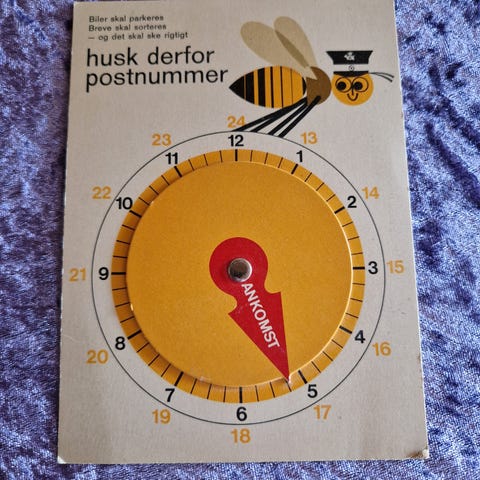 Biler skal parkeres
Breve skal sorteres
— og det skal ske rigtigt
husk derfor
postnummer
24
23 12 13
11 1
22 10 2 14
21 9 3 15
ANKOMST
20 8 4 16
7 5
19 6 17
18